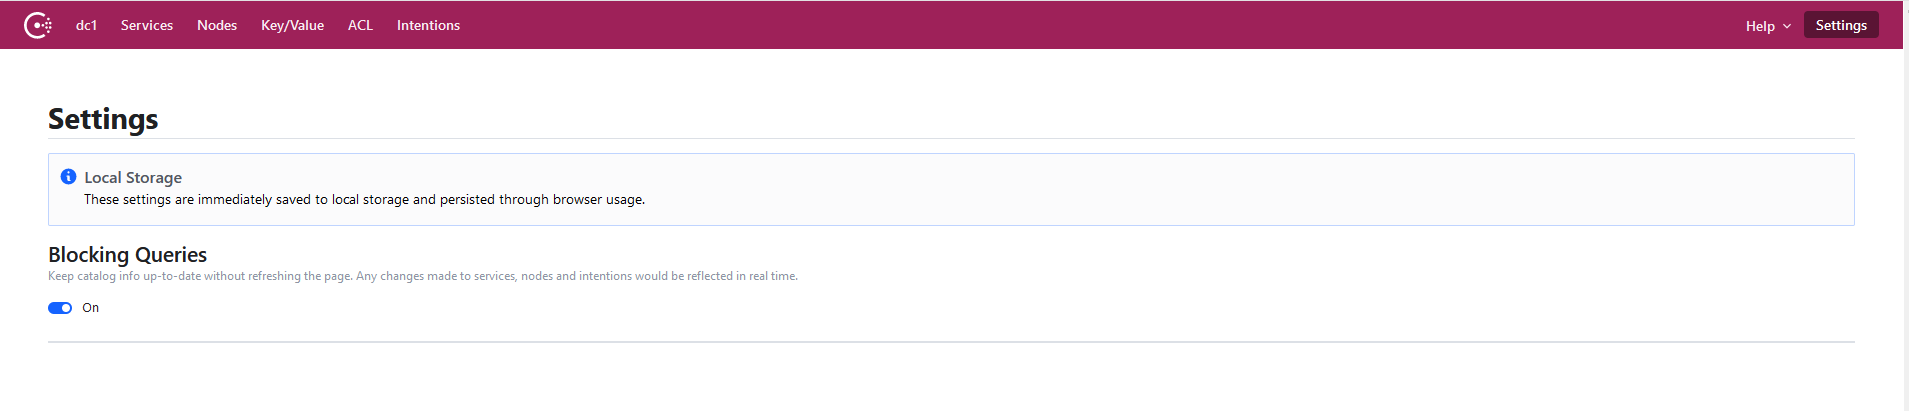 dc1 Services Nodes Key/Value ACL Intentions Help Settings
Settings
Local Storage
These settings are immediately saved to local storage and persisted through browser usage.
Blocking Queries
Keep catalog info up-to-date without refreshing the page. Any changes made to services, nodes and intentions would be reflected in real time.
On